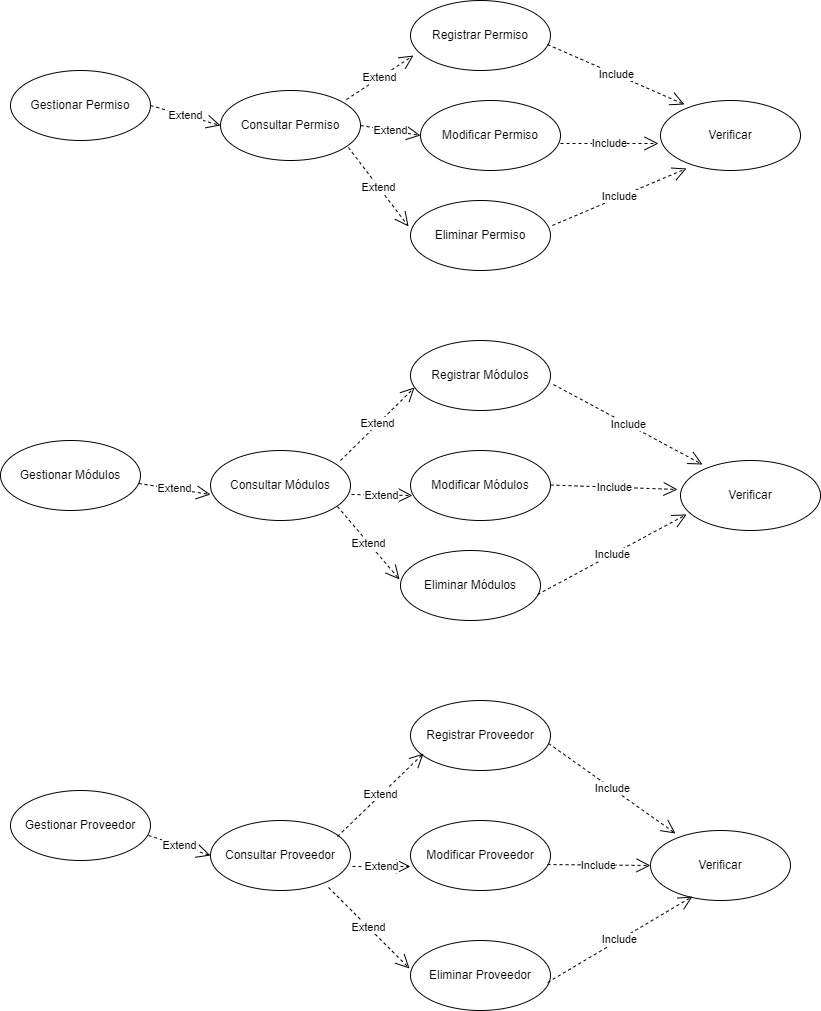 Registrar Permiso
Include
Extend
Gestionar Permiso
Extend
Consultar Permiso
Extend
Modificar Permiso
Include
Verificar
Extend
Include
Eliminar Permiso
Registrar Módulos
Extend
Include
Gestionar Módulos
Extend
Consultar Módulos
Extend
Modificar Módulos
Include
Verificar
Extend
Include
Eliminar Módulos
Registrar Proveedor
Extend
Include
Gestionar Proveedor
Extend
Consultar Proveedor
Extend
Modificar Proveedor
Include
Verificar
Extend
Include
Eliminar Proveedor